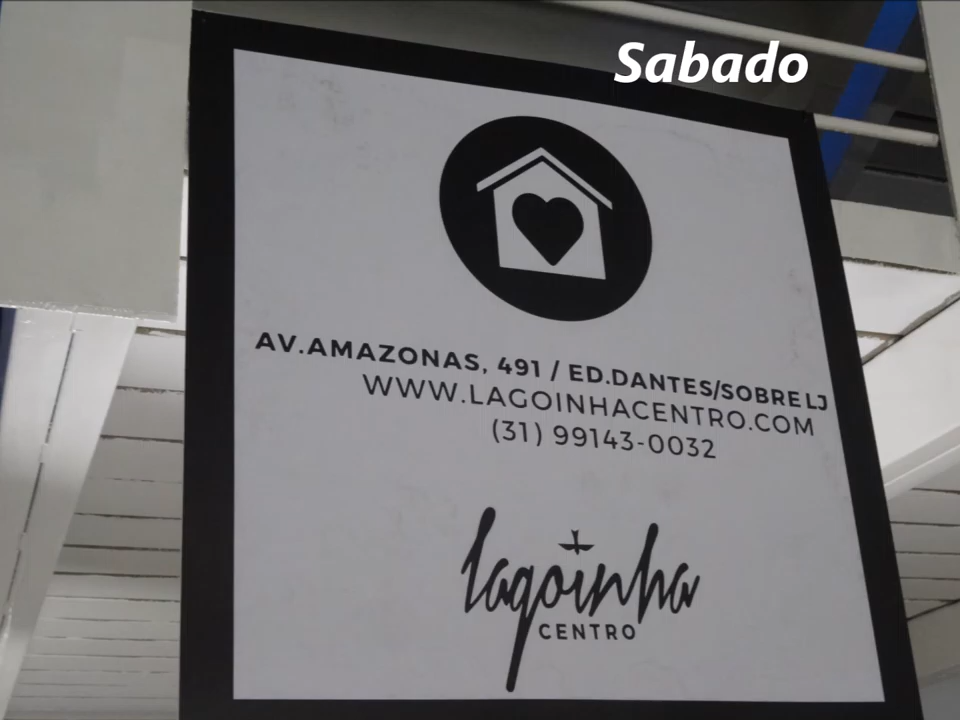 Sabado
AV.AMAZONAS, 491 / ED.DANTES/SOBRE LJ
WWW.LAGOINHACENTRO.COM
(31) 99143-0032
lagoinha
CENTRO